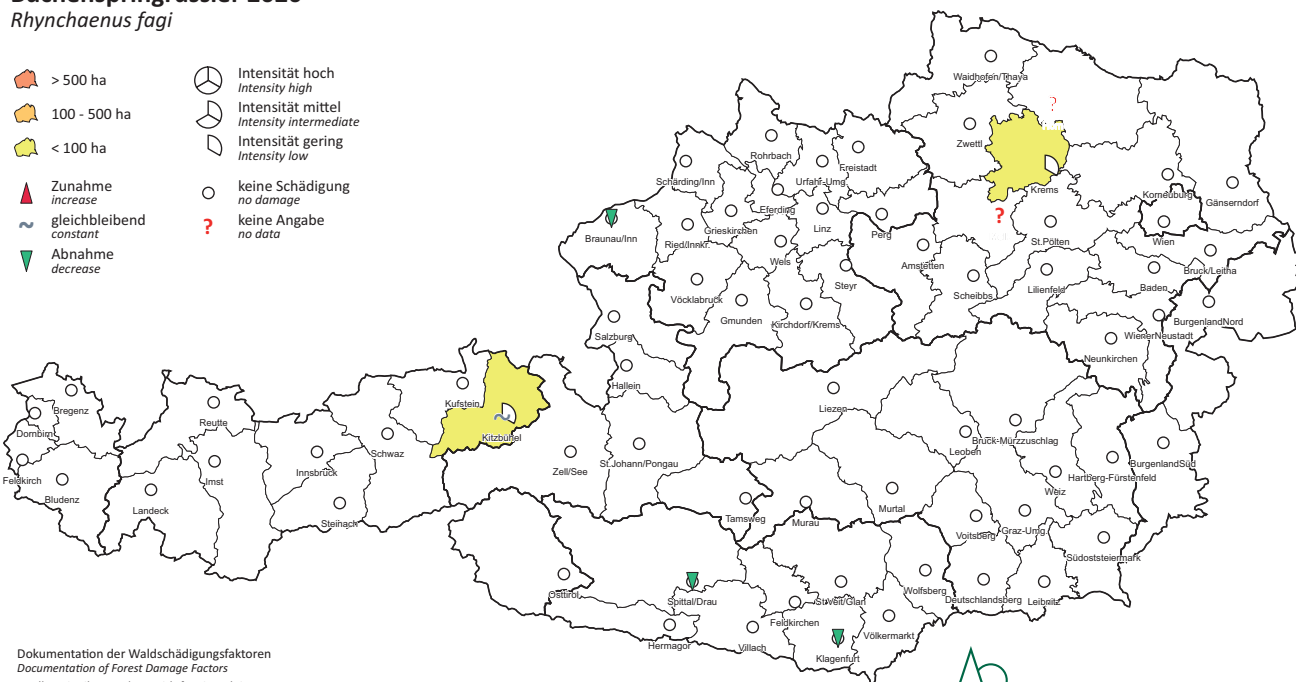 Rhynchaenus fagi
> 500 ha
100 - 500 ha
< 100 ha
Zunahme
increase
gleichbleibend
constant
Abnahme
decrease
Intensität hoch
Intensity high
Intensität mittel
Intensity intermediate
Intensität gering
Intensity low
keine Schädigung
no damage
?
keine Angabe
no data
Waidhofen/Thaya
?
Zwettl
Krems
?
Korneuburg
Gänserndorf
Rohrbach
Freistadt
Schärding/Inn
Urfahr-Umg.
Eferding
Grieskirchen
Linz
Braunau/Inn
Ried/Innkr.
Perg
Wels
Steyr
Vöcklabruck
Gmunden
Kirchdorf/Krems
Amstetten
Scheibbs
St.Pölten
Lilienfeld
Wien
Bruck/Leitha
Baden
BurgenlandNord
WienerNeustadt
Neunkirchen
Salzburg
Hallein
Liezen
Bregenz
Dornbirn
Feldkirch
Bludenz
Reutte
Imst
Landeck
Innsbruck
Steinach
Schwaz
Kufstein
~
Kitzbühel
Zell/See
St.Johann/Pongau
Tamsweg
Murau
Murtal
Leoben
Bruck-Mürzzuschlag
Weiz
Hartberg-Fürstenfeld
BurgenlandSüd
Voitsberg
Graz-Umg.
Südoststeiermark
Deutschlandsberg
Leibnitz
Osttirol
Spittal/Drau
Hermagor
Villach
Feldkirchen
St.Veit/Glan
Klagenfurt
Völkermarkt
Wolfsberg
Dokumentation der Waldschädigungsfaktoren
Documentation of Forest Damage Factors